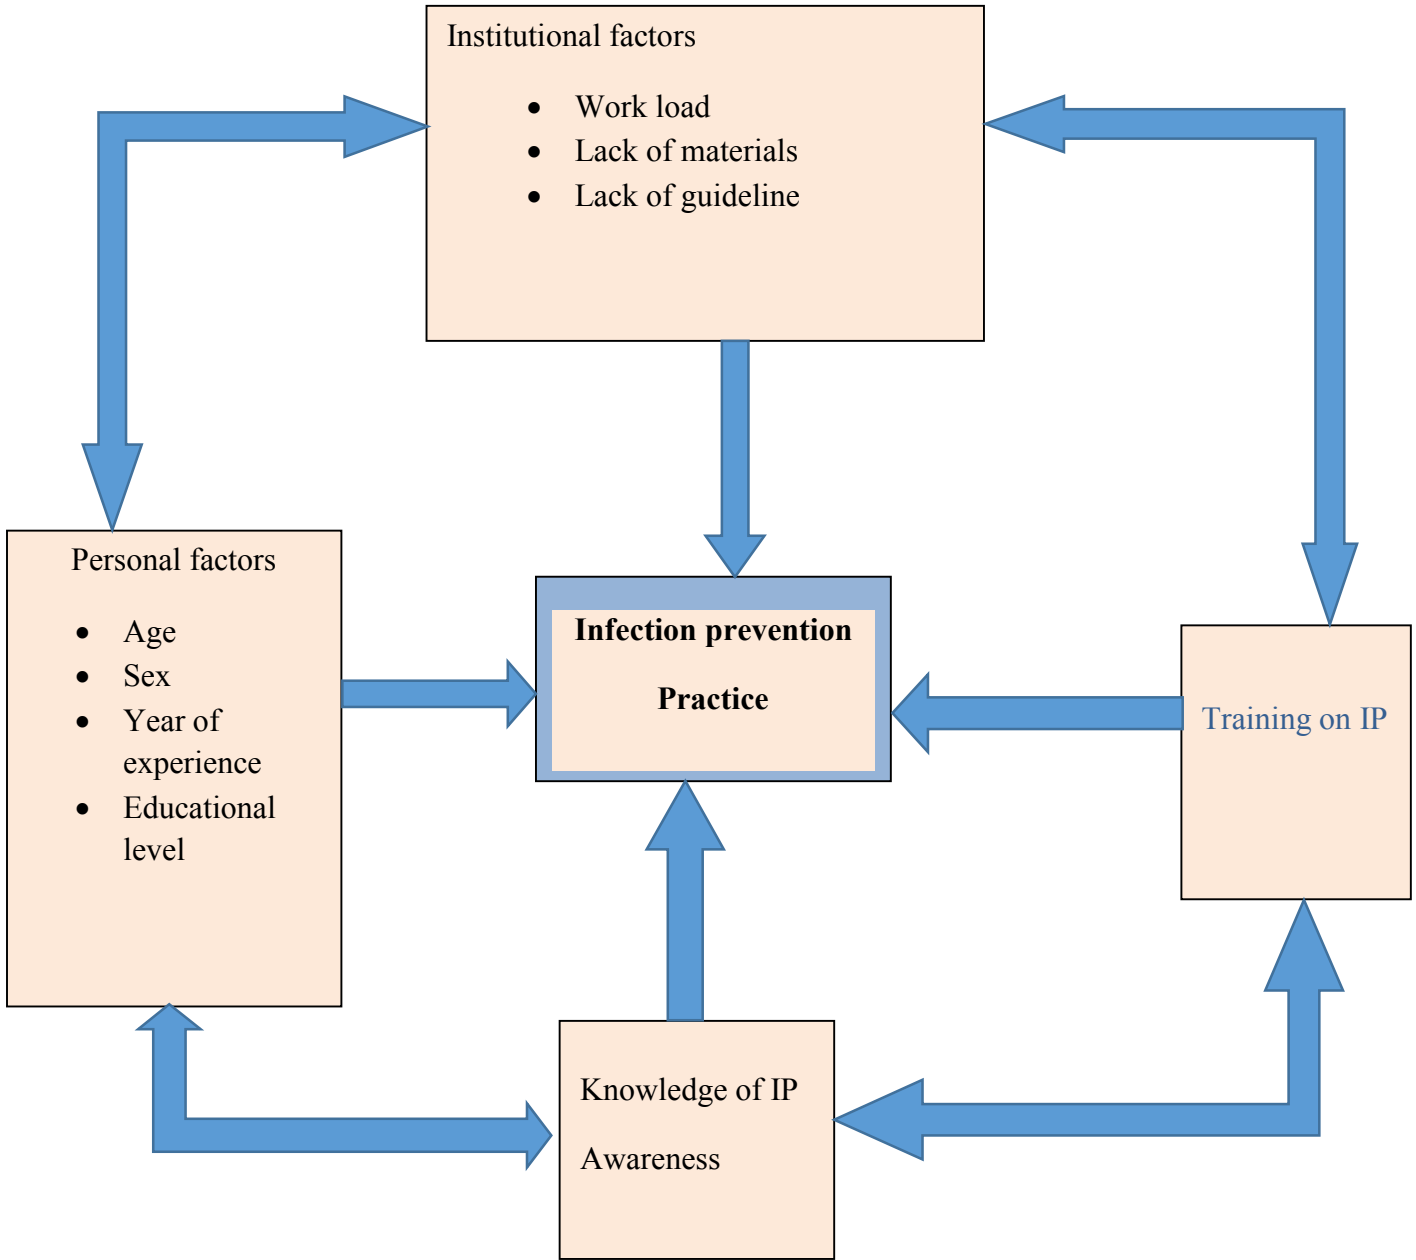 Institutional factors
• Work load
• Lack of materials
• Lack of guideline
Personal factors
• Age
• Sex
• Year of
experience
• Educational
level
Infection prevention
Practice
Training on IP
Knowledge of IP
Awareness